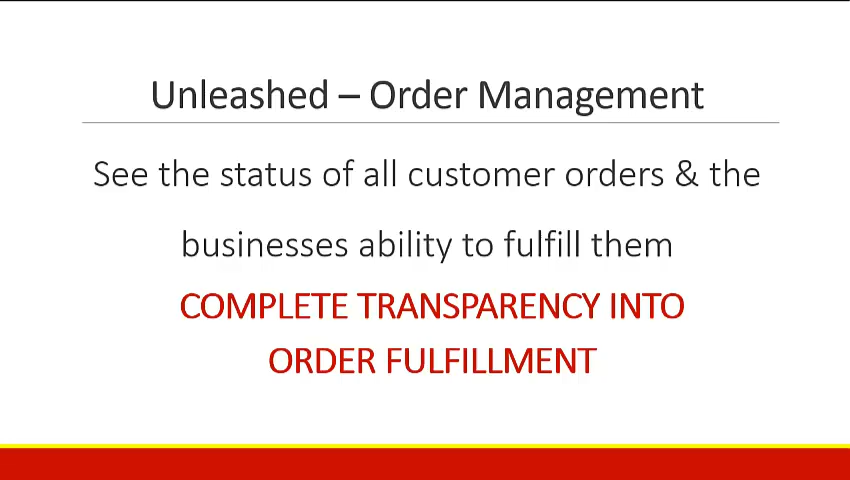 Unleashed – Order Management
See the status of all customer orders & the
businesses ability to fulfill them
COMPLETE TRANSPARENCY INTO
ORDER FULFILLMENT